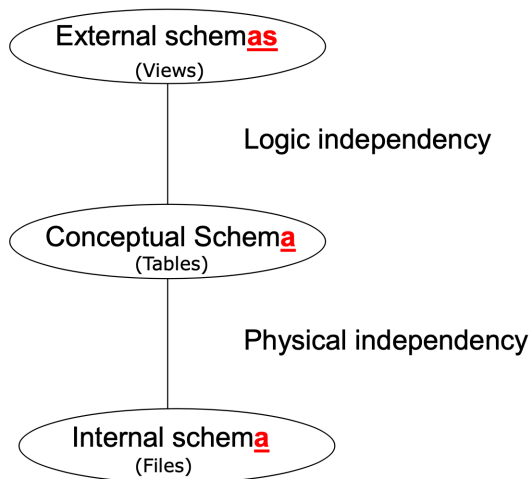 External schemas
(Views)
Logic independency
Conceptual Schema
(Tables)
Physical independency
Internal schema
(Files)